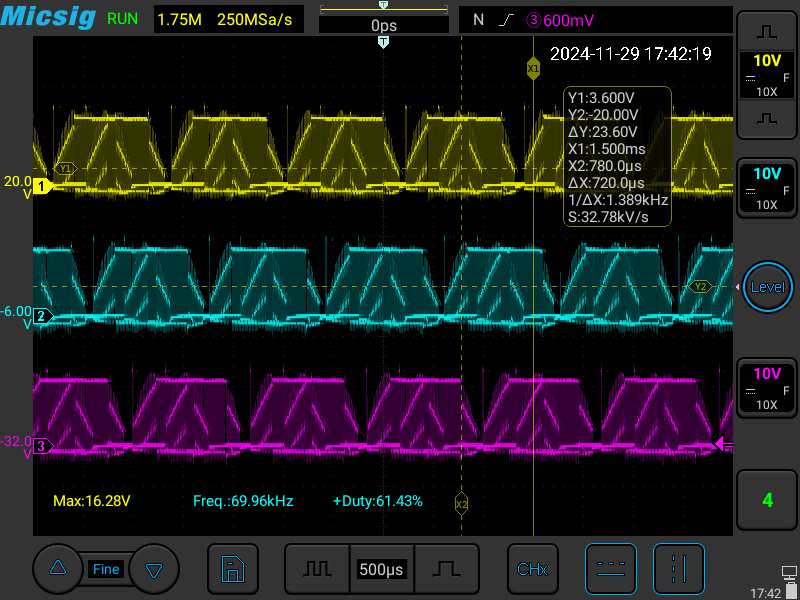 Micsig RUN 1.75M 250MSa/s 0ps N 3 600mV
T
2024-11-29 17:42:19
X1
10V
F
10X
Y1:3.600V
Y2:-20.00V
ΔY:23.60V
X1:1.500ms
X2:780.0μs
ΔX:720.0μs
1/ΔX:1.389kHz
S:32.78kV/s
Y1
20.0
V
1
10V
F
10X
-6.00
V
2
Y2
Level
10V
F
10X
-32.0
V
3
Max:16.28V Freq.:69.96kHz +Duty:61.43%
X2
4
Fine 500μs CHx
17:42